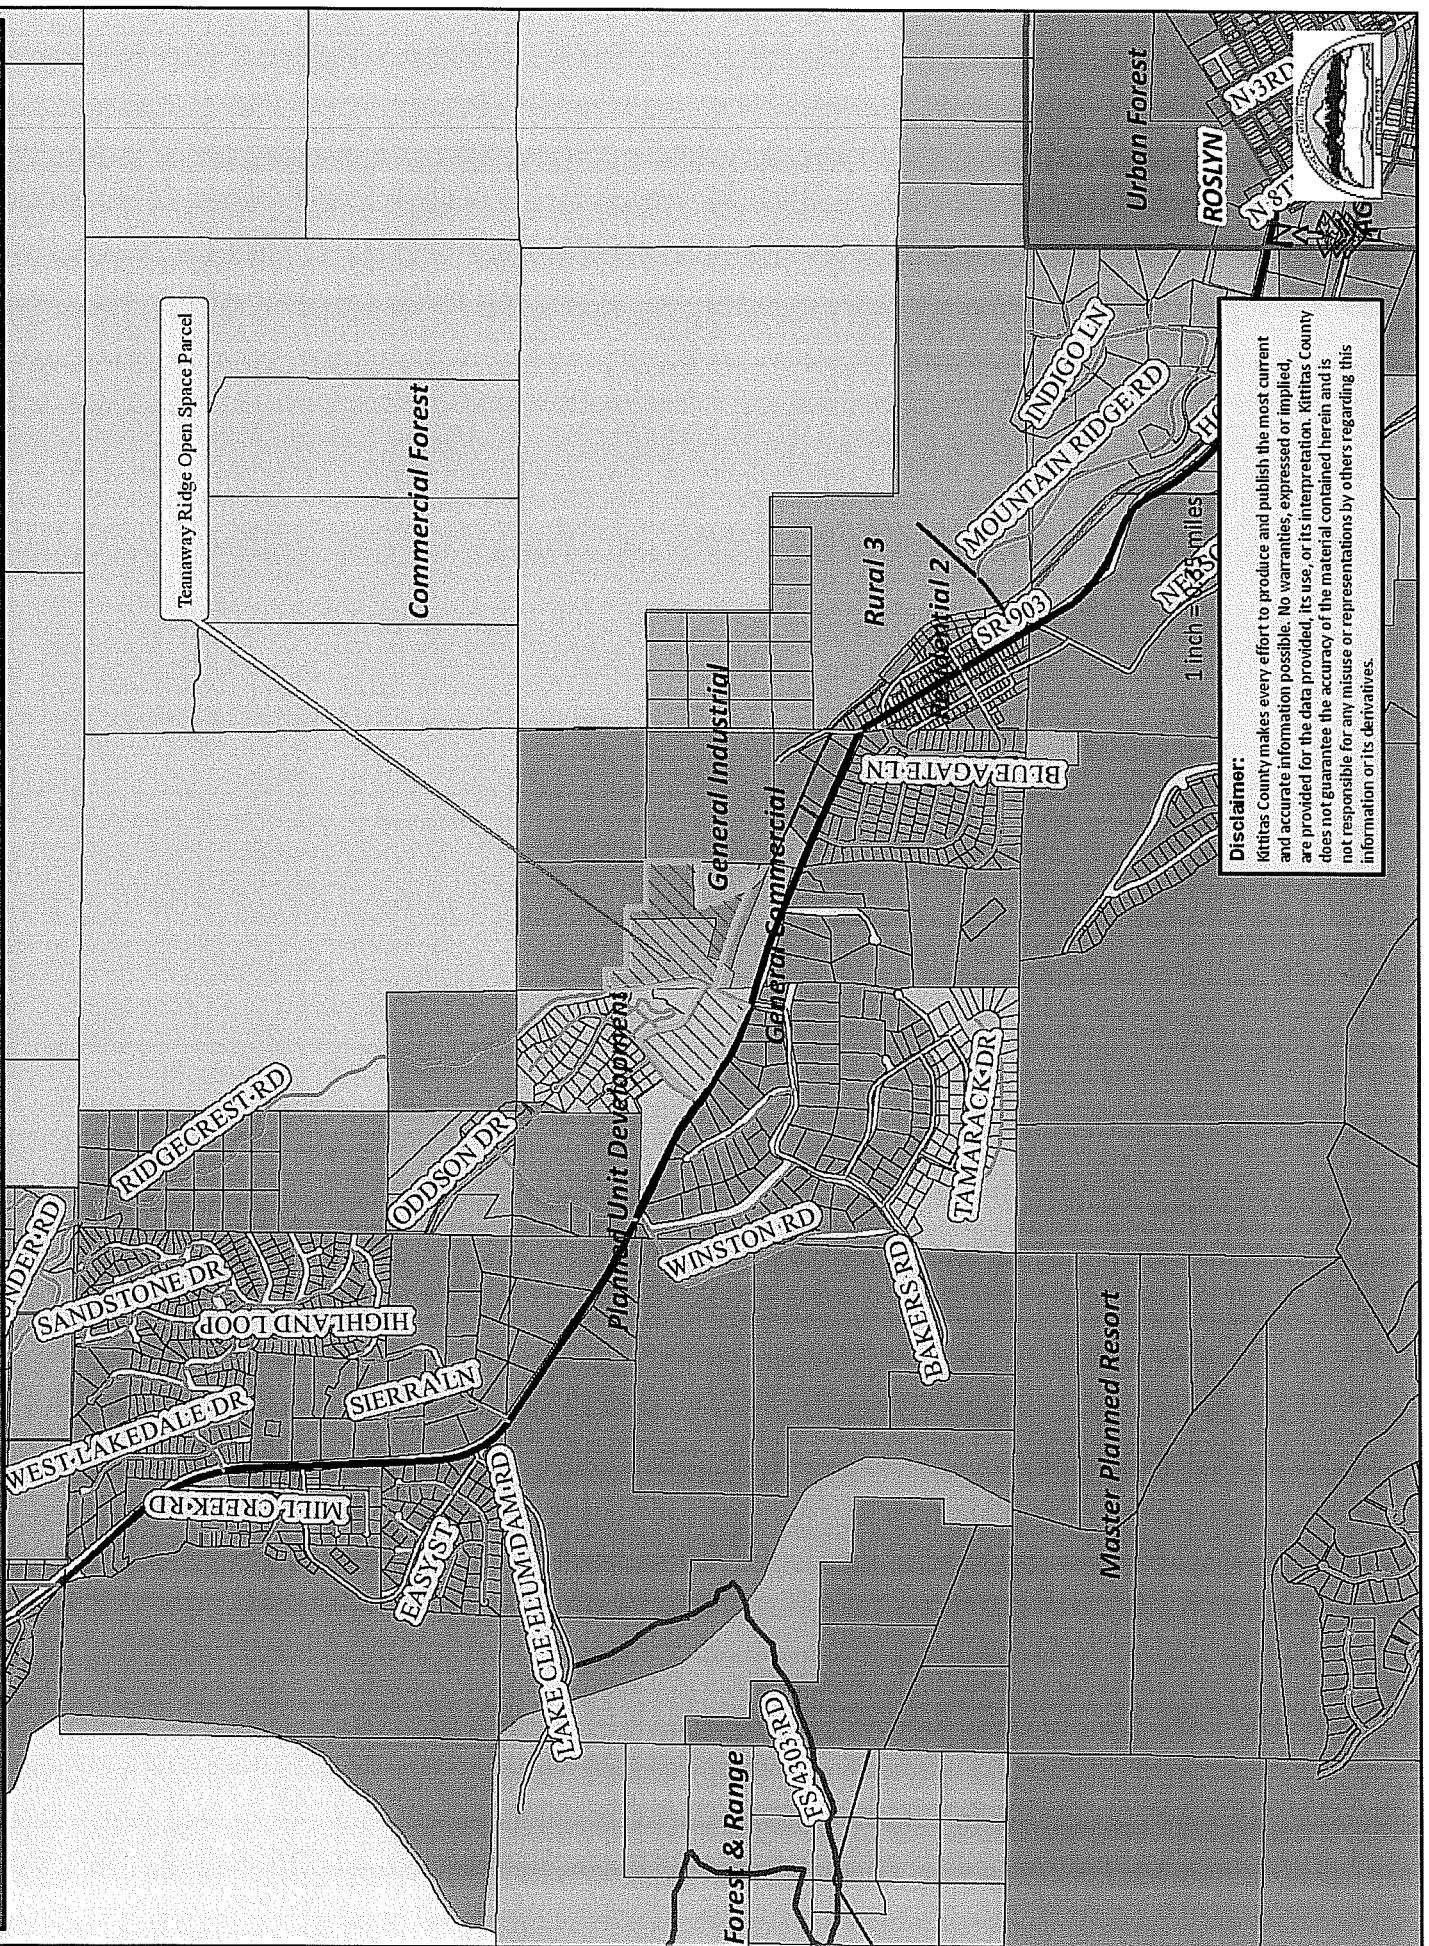 Teanaway Ridge Open Space Parcel
Commercial Forest
Urban Forest
ROSLYN
N 3RD
RIDGECREST RD
ODDSON DR
SANDSTONE DR
HIGHLAND LOOP
WEST LAKEDALE DR
SIERRA LN
MILL CREEK RD
EASY ST
LAKE CLE ELUM DAM RD
Planned Unit Development
General Industrial
General Commercial
Rural 3
Residential 2
INDIGO LN
MOUNTAIN RIDGE RD
SR 903
BLUE AGATE LN
WINSTON RD
BAKERS RD
TAMARACK DR
FS 4303 RD
Forest & Range
Master Planned Resort
1 inch =
miles
Disclaimer:
Kittitas County makes every effort to produce and publish the most current
and accurate information possible. No warranties, expressed or implied,
are provided for the data provided, its use, or its interpretation. Kittitas County
does not guarantee the accuracy of the material contained herein and is
not responsible for any misuse or representations by others regarding this
information or its derivatives.